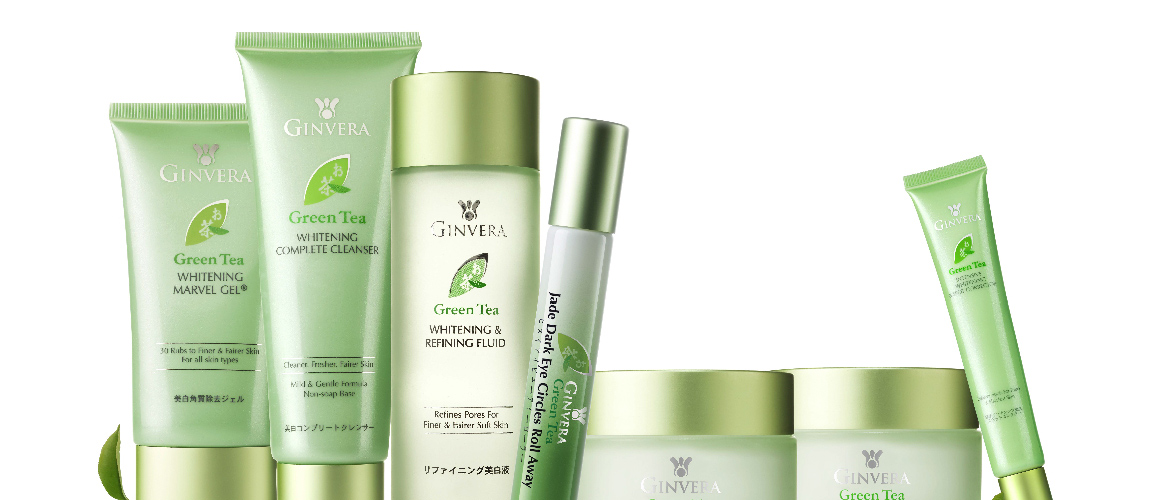 GINVERA
お茶
Green Tea
WHITENING
MARVEL GEL®
30 Rubs to Finer & Fairer Skin
For all skin types
美白角質除去ジェル
GINVERA
お茶
Green Tea
WHITENING
COMPLETE CLEANSER
Cleaner, Fresher, Fairer Skin
Mild & Gentle Formula
Non-soap Base
美白コンプリートクレンザー
GINVERA
お茶
Green Tea
WHITENING &
REFINING FLUID
Refines Pores For
Finer & Fairer Soft Skin
リファイニング美白液
GINVERA
Green Tea
Jade Dark Eye Circles Roll Away
GINVERA
GINVERA
Green Tea
GINVERA
Green Tea